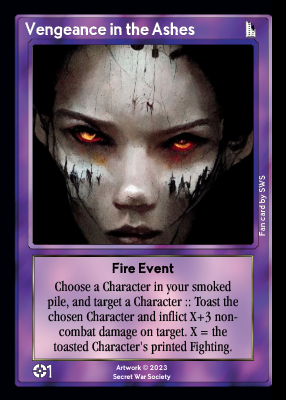 Vengeance in the Ashes
Fan card by SWS
Fire Event
Choose a Character in your smoked
pile, and target a Character :: Toast the
chosen Character and inflict X+3 non-
combat damage on target. X = the
toasted Character's printed Fighting.
1
Artwork © 2023
Secret War Society